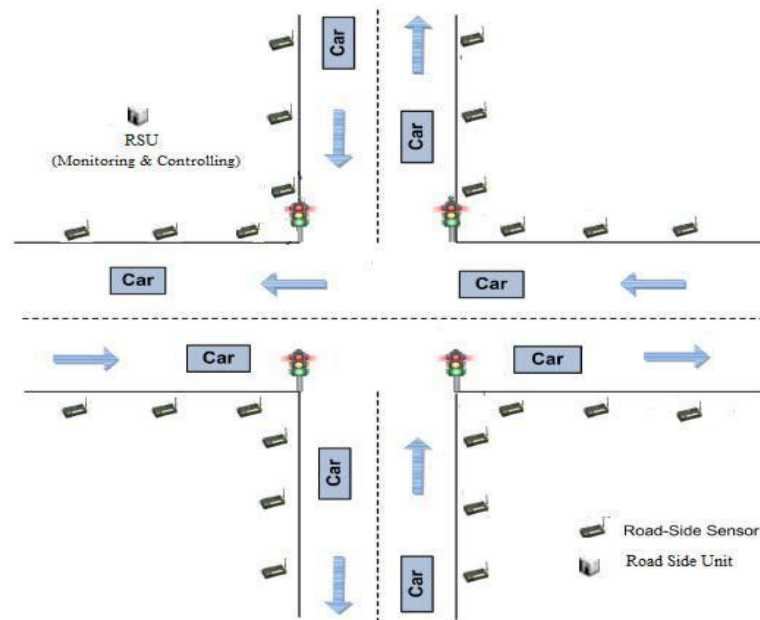 Car
Car
RSU
(Monitoring & Controlling)
Car
Car
Car
Car
Car
Car
Road-Side Sensor
Road Side Unit